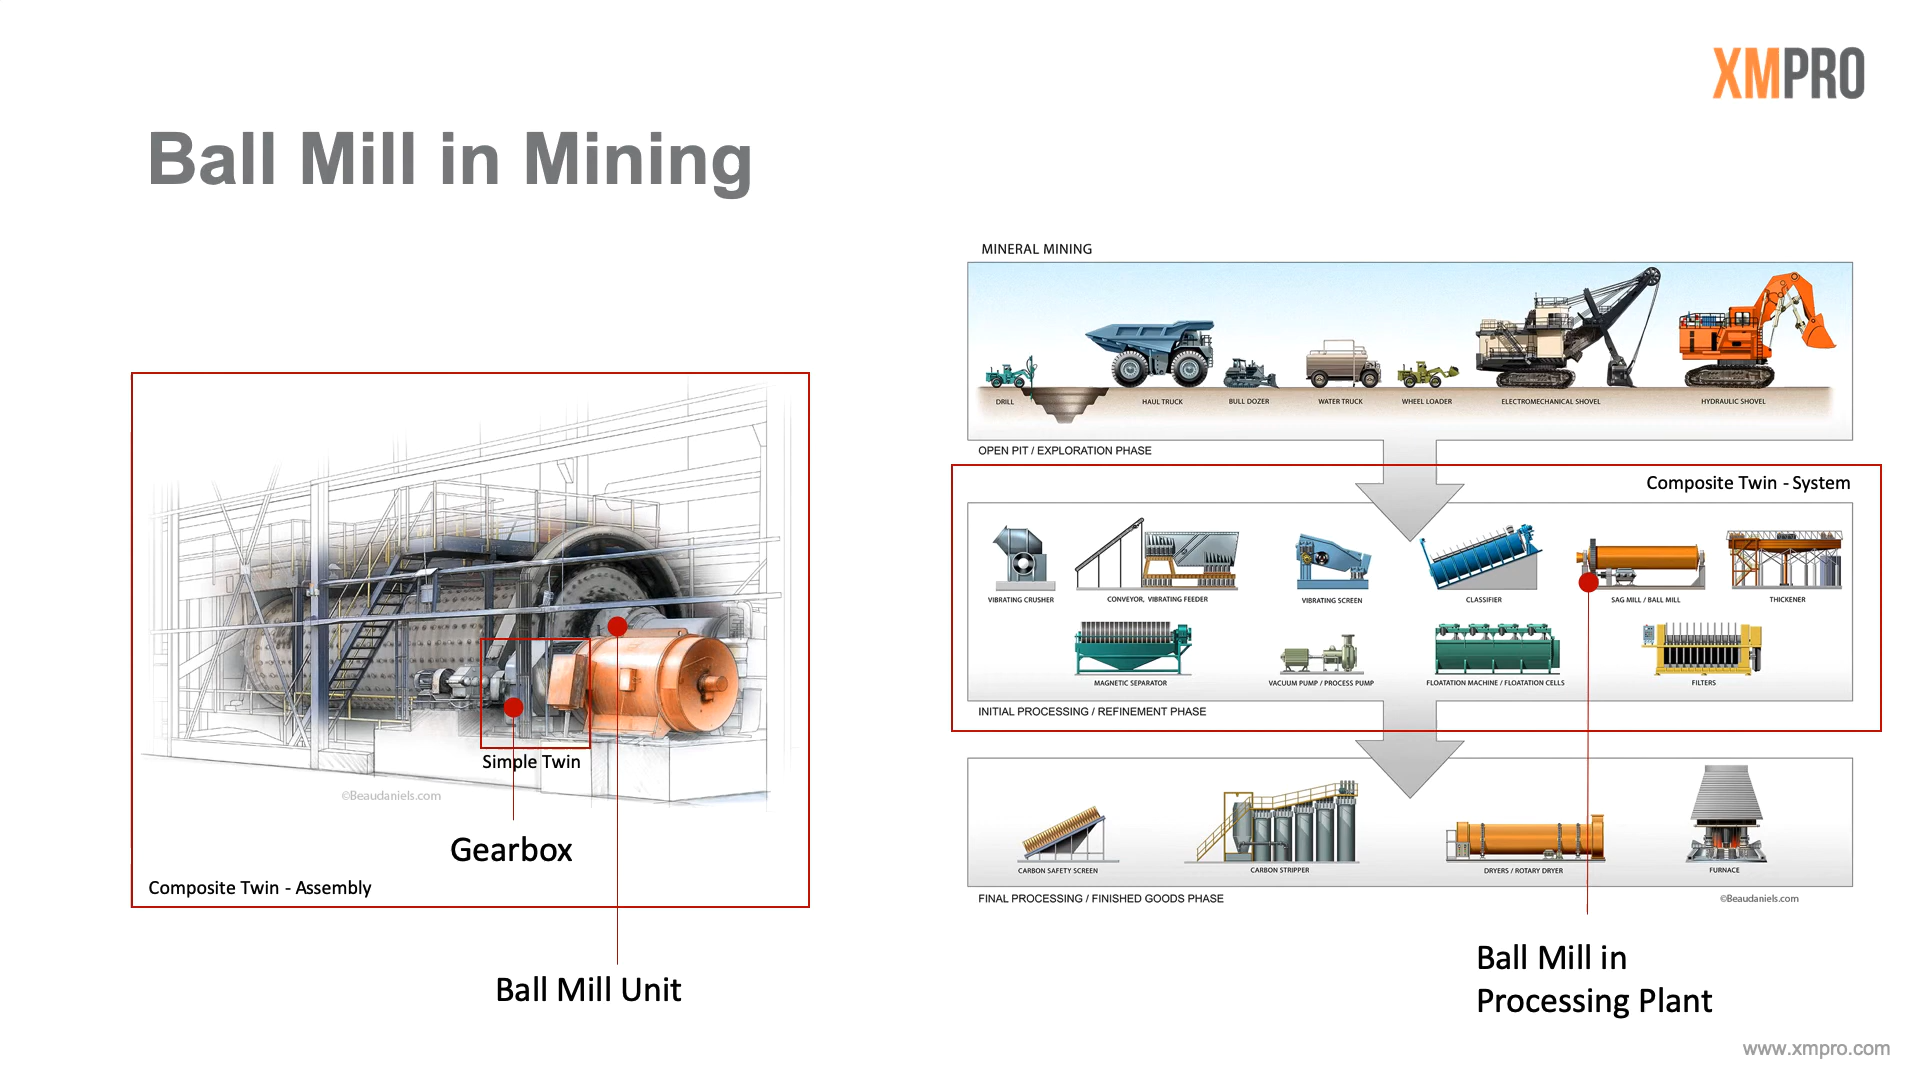 XMPRO
Ball Mill in Mining
Simple Twin
©Beaudaniels.com
Gearbox
Composite Twin - Assembly
Ball Mill Unit
MINERAL MINING
DRILL
HAUL TRUCK
BULL DOZER
WATER TRUCK
WHEEL LOADER
ELECTROMECHANICAL SHOVEL
HYDRAULIC SHOVEL
OPEN PIT / EXPLORATION PHASE
Composite Twin - System
VIBRATING CRUSHER
CONVEYOR, VIBRATING FEEDER
VIBRATING SCREEN
CLASSIFIER
SAG MILL / BALL MILL
THICKENER
MAGNETIC SEPARATOR
VACUUM PUMP / PROCESS PUMP
FLOATATION MACHINE / FLOATATION CELLS
FILTERS
INITIAL PROCESSING / REFINEMENT PHASE
CARBON SAFETY SCREEN
CARBON STRIPPER
DRYERS / ROTARY DRYER
FURNACE
FINAL PROCESSING / FINISHED GOODS PHASE
©Beaudaniels.com
Ball Mill in
Processing Plant
www.xmpro.com